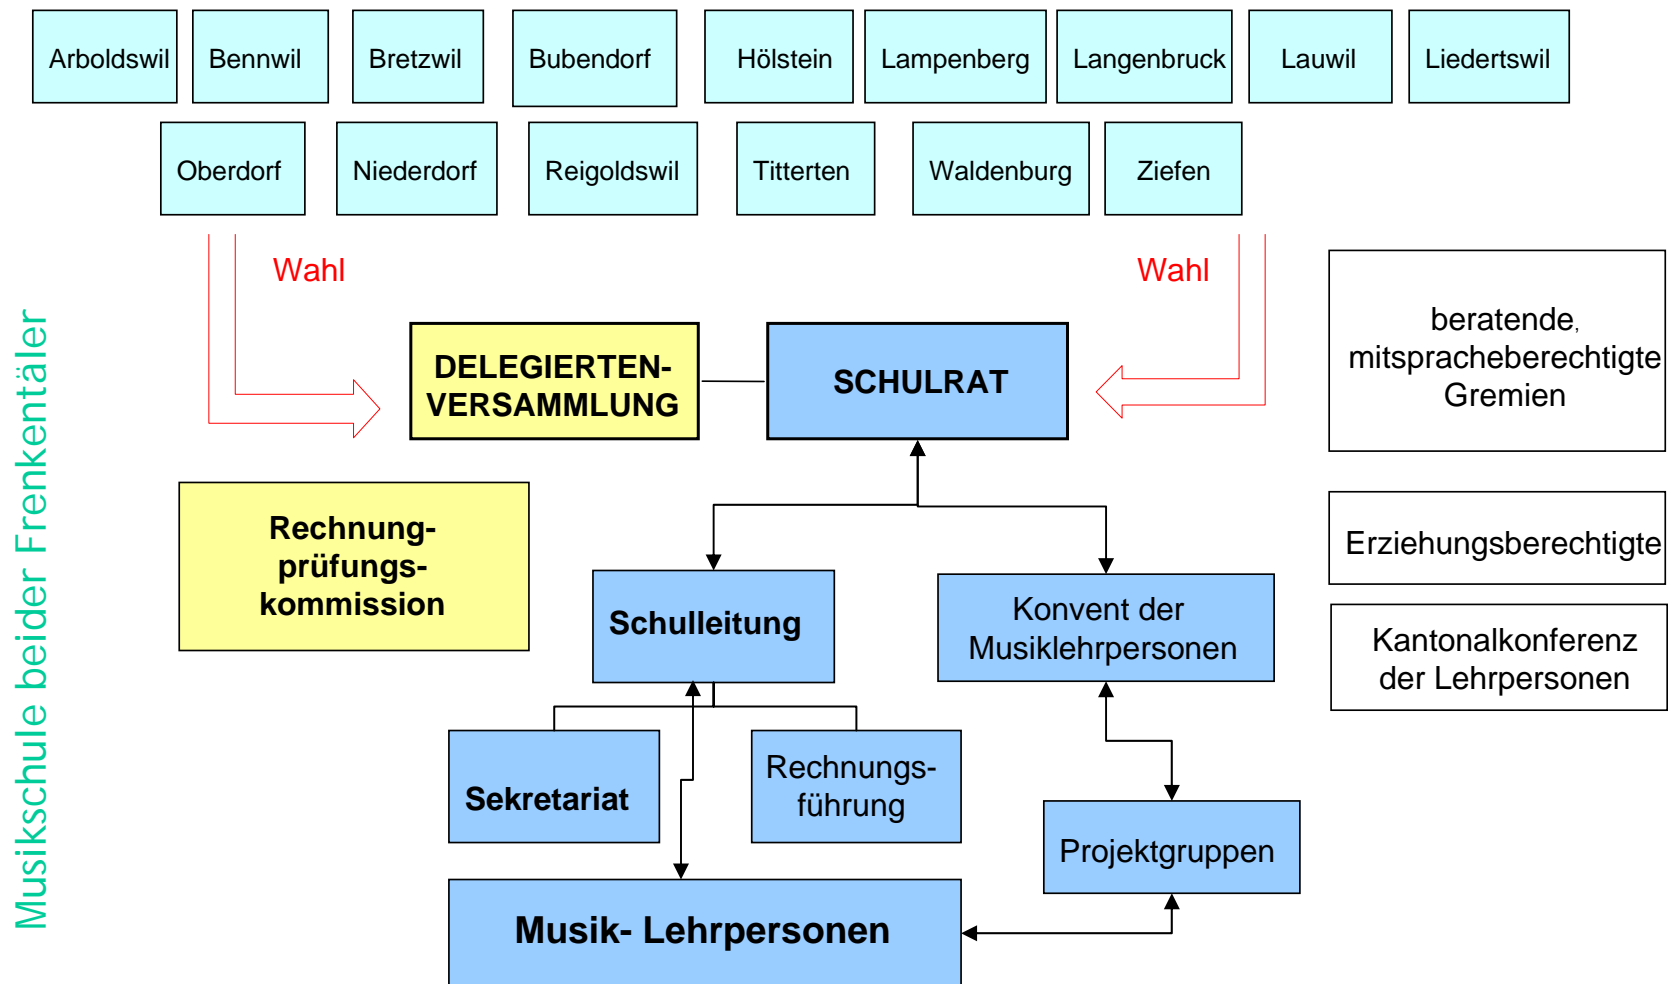 Arboldswil
Bennwil
Bretzwil
Bubendorf
Hölstein
Lampenberg
Langenbruck
Lauwil
Liedertswil
Oberdorf
Niederdorf
Reigoldswil
Titterten
Waldenburg
Ziefen
Wahl
Wahl
Musikschule beider Frenkentäler
DELEGIERTEN-
VERSAMMLUNG
SCHULRAT
beratende,
mitspracheberechtigte
Gremien
Rechnung-
prüfungs-
kommission
Erziehungsberechtigte
Schulleitung
Konvent der
Musiklehrpersonen
Kantonalkonferenz
der Lehrpersonen
Sekretariat
Rechnungs-
führung
Projektgruppen
Musik- Lehrpersonen